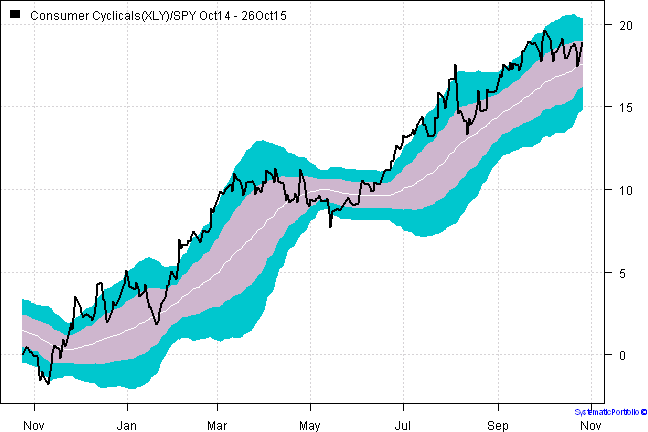 Consumer Cyclicals(XLY)/SPY Oct14 - 26Oct15
20
15
10
5
0
Nov Jan Mar May Jul Sep Nov
SystematicPortfolio ©